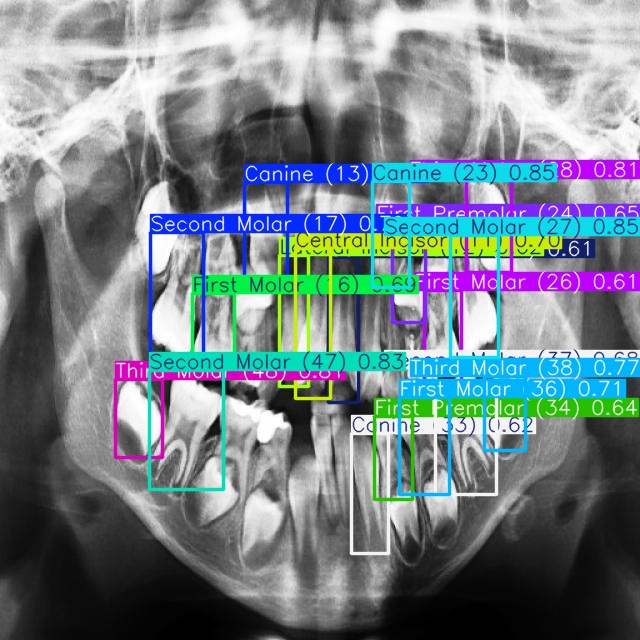 Canine (13)
Canine (23) 0.85
8) 0.81
First Premolar (24) 0.65
Second Molar (17) 0.
Second Molar (27) 0.85
Central Incisor (11) 0.70
0.61
First Molar (16) 0.69
First Molar (26) 0.61
Second Molar (47) 0.83
(37) 0.68
Third Molar (48) 0.81
Third Molar (38) 0.77
First Molar (36) 0.71
First Premolar (34) 0.64
Canine (33) 0.62